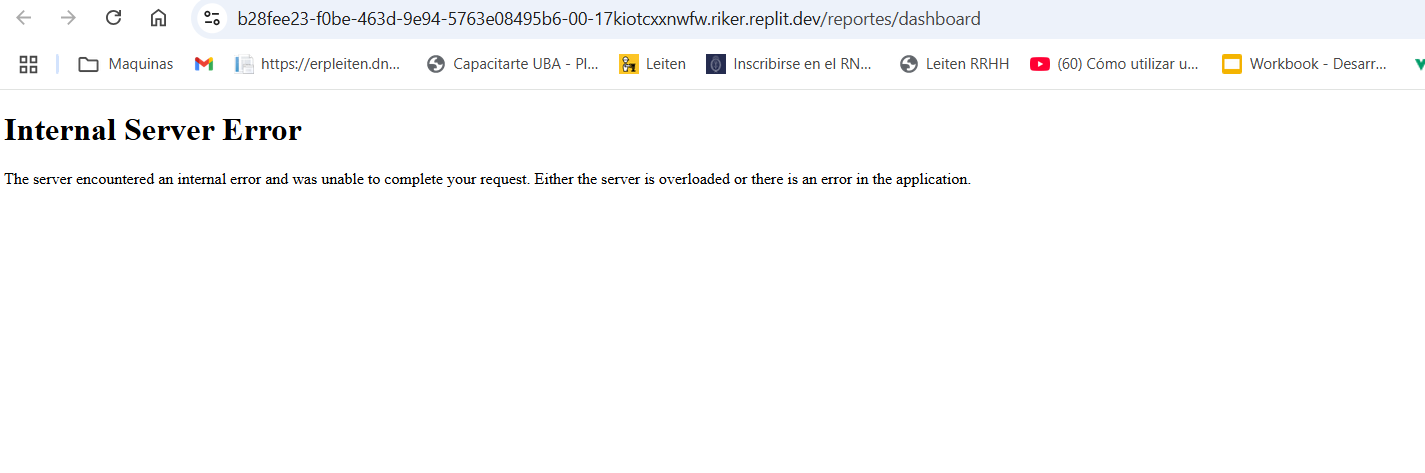 b28fee23-f0be-463d-9e94-5763e08495b6-00-17kiotcxxnwfw.riker.replit.dev/reportes/dashboard
Maquinas https://erpleiten.dn... Capacitarte UBA - Pl... Leiten Inscribirse en el RN... Leiten RRHH (60) Cómo utilizar u... Workbook - Desarr...
Internal Server Error
The server encountered an internal error and was unable to complete your request. Either the server is overloaded or there is an error in the application.